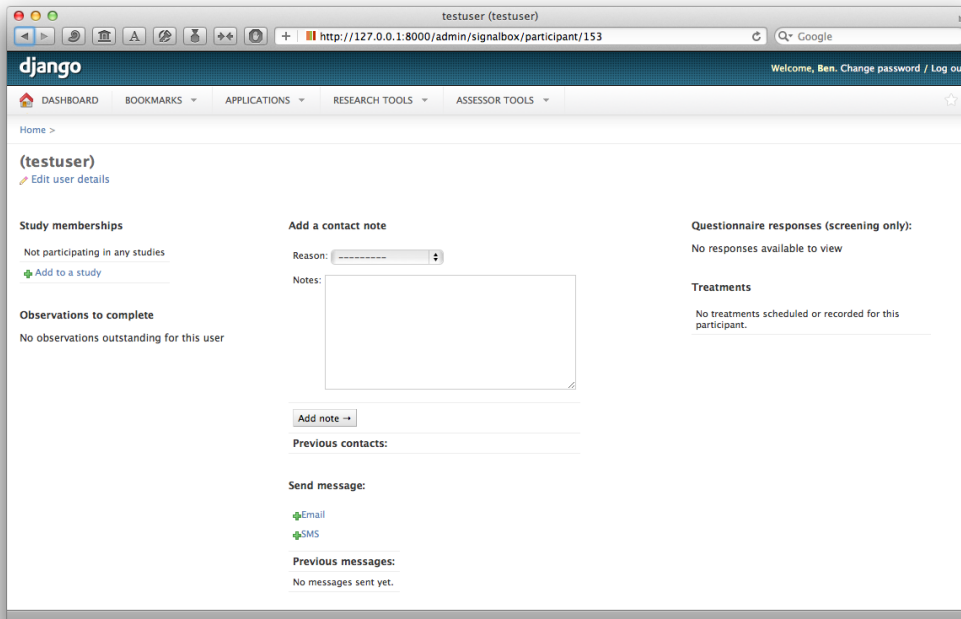 testuser (testuser)
http://127.0.0.1:8000/admin/signalbox/participant/153
Google
django
Welcome, Ben. Change password / Log ou
DASHBOARD BOOKMARKS APPLICATIONS RESEARCH TOOLS ASSESSOR TOOLS
Home >
(testuser)
Edit user details
Study memberships
Not participating in any studies
Add to a study
Observations to complete
No observations outstanding for this user
Add a contact note
Reason: ---------
Notes:
Add note →
Previous contacts:
Send message:
Email
SMS
Previous messages:
No messages sent yet.
Questionnaire responses (screening only):
No responses available to view
Treatments
No treatments scheduled or recorded for this
participant.